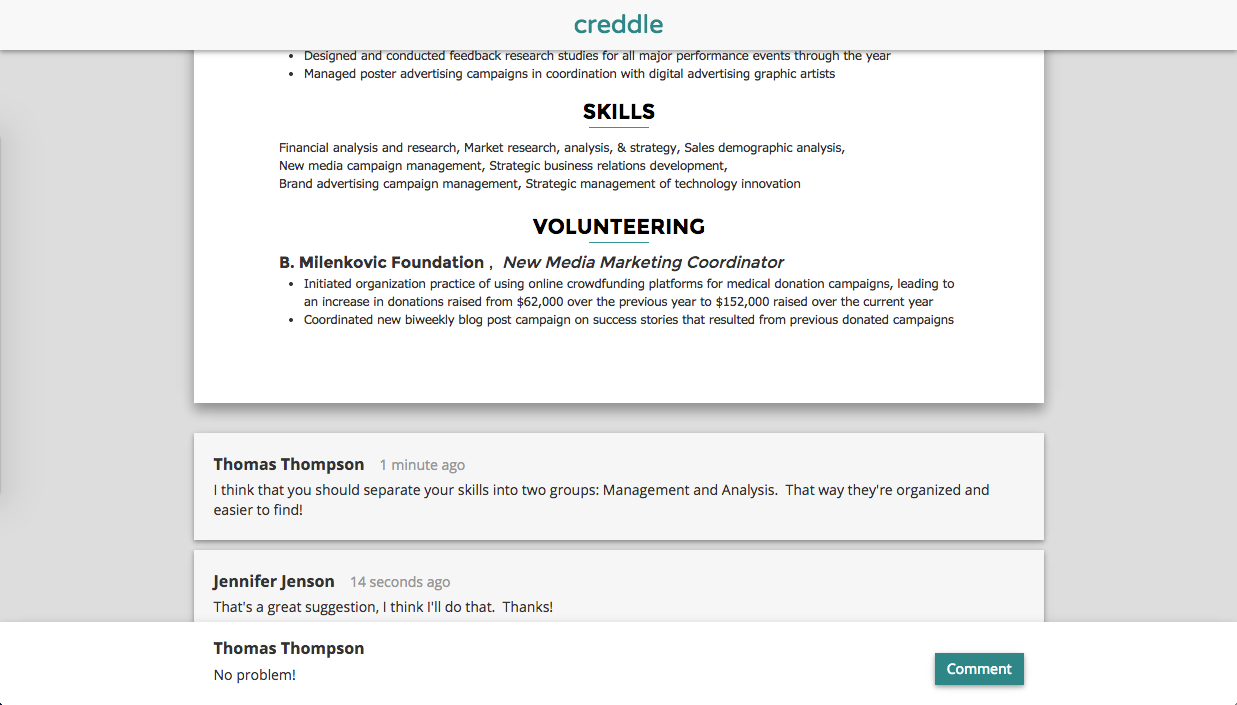 creddle
Designed and conducted feedback research studies for all major performance events through the year
Managed poster advertising campaigns in coordination with digital advertising graphic artists
SKILLS
Financial analysis and research, Market research, analysis, & strategy, Sales demographic analysis,
New media campaign management, Strategic business relations development,
Brand advertising campaign management, Strategic management of technology innovation
VOLUNTEERING
B. Milenkovic Foundation , New Media Marketing Coordinator
Initiated organization practice of using online crowdfunding platforms for medical donation campaigns, leading to
an increase in donations raised from $62,000 over the previous year to $152,000 raised over the current year
Coordinated new biweekly blog post campaign on success stories that resulted from previous donated campaigns
Thomas Thompson 1 minute ago
I think that you should separate your skills into two groups: Management and Analysis. That way they're organized and
easier to find!
Jennifer Jenson 14 seconds ago
That's a great suggestion, I think I'll do that. Thanks!
Thomas Thompson
No problem!
Comment